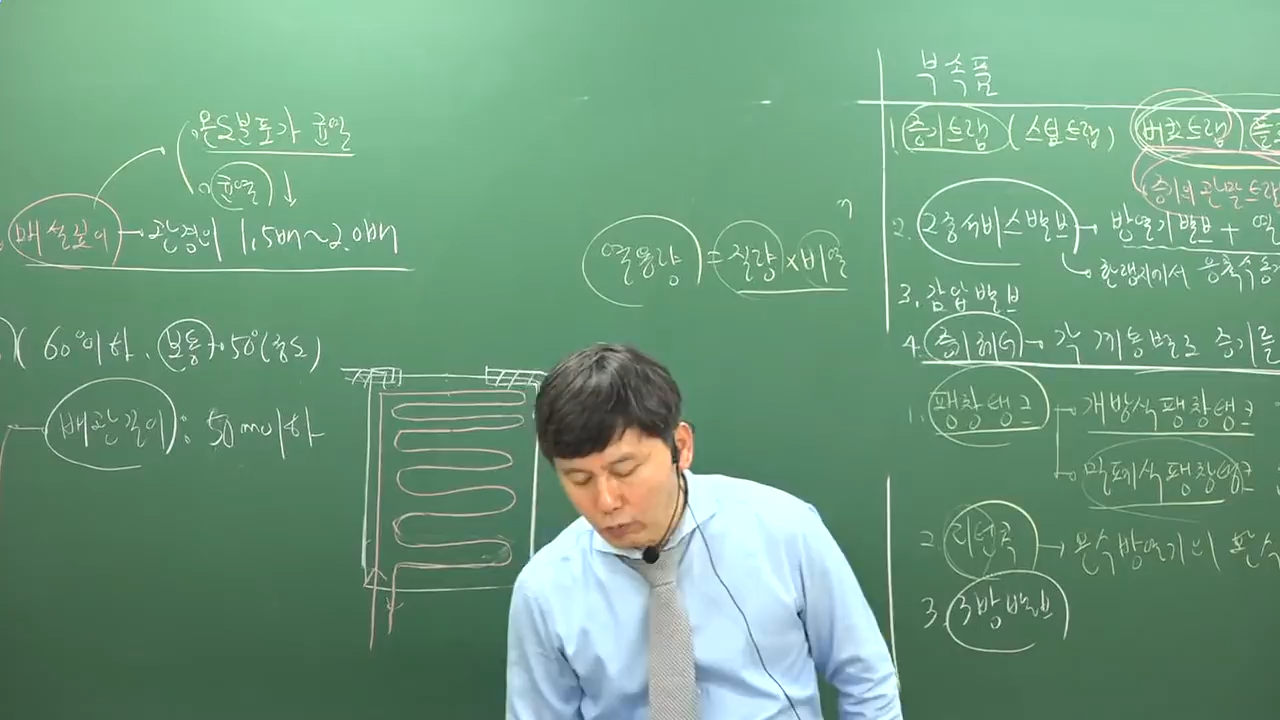 온도분포가 균일
균열 ↓
매설깊이 → 관경의 1.5배~2.0배
( 60°이하, 보통 → 50°(정도)
배관길이 : 50m이하
열용량 = 질량 × 비열
부속품
1. 증기트랩 (스팀트랩) 버킷트랩
증기의 관말트랩
2. 2중서비스밸브 → 방열기밸브 +
한랭지에서 응축수
3. 감압밸브
4. 증기헤더 → 각 계통별로 증기를
1. 팽창탱크 개방식팽창탱크
밀폐식팽창탱크
2. 리턴콕 → 온수방열기의 환수
3. 3방밸브